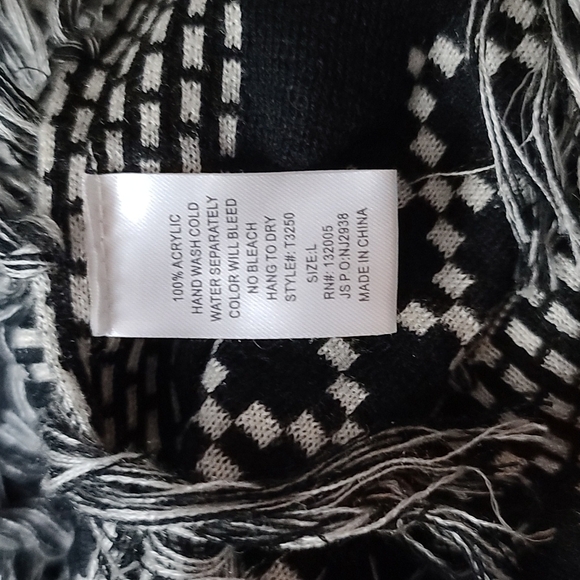 100% ACRYLIC
HAND WASH COLD
WATER SEPARATELY
COLOR WILL BLEED
NO BLEACH
HANG TO DRY
STYLE#: T3250
SIZE:L
RN#: 132005
JS P O:NJ2938
MADE IN CHINA